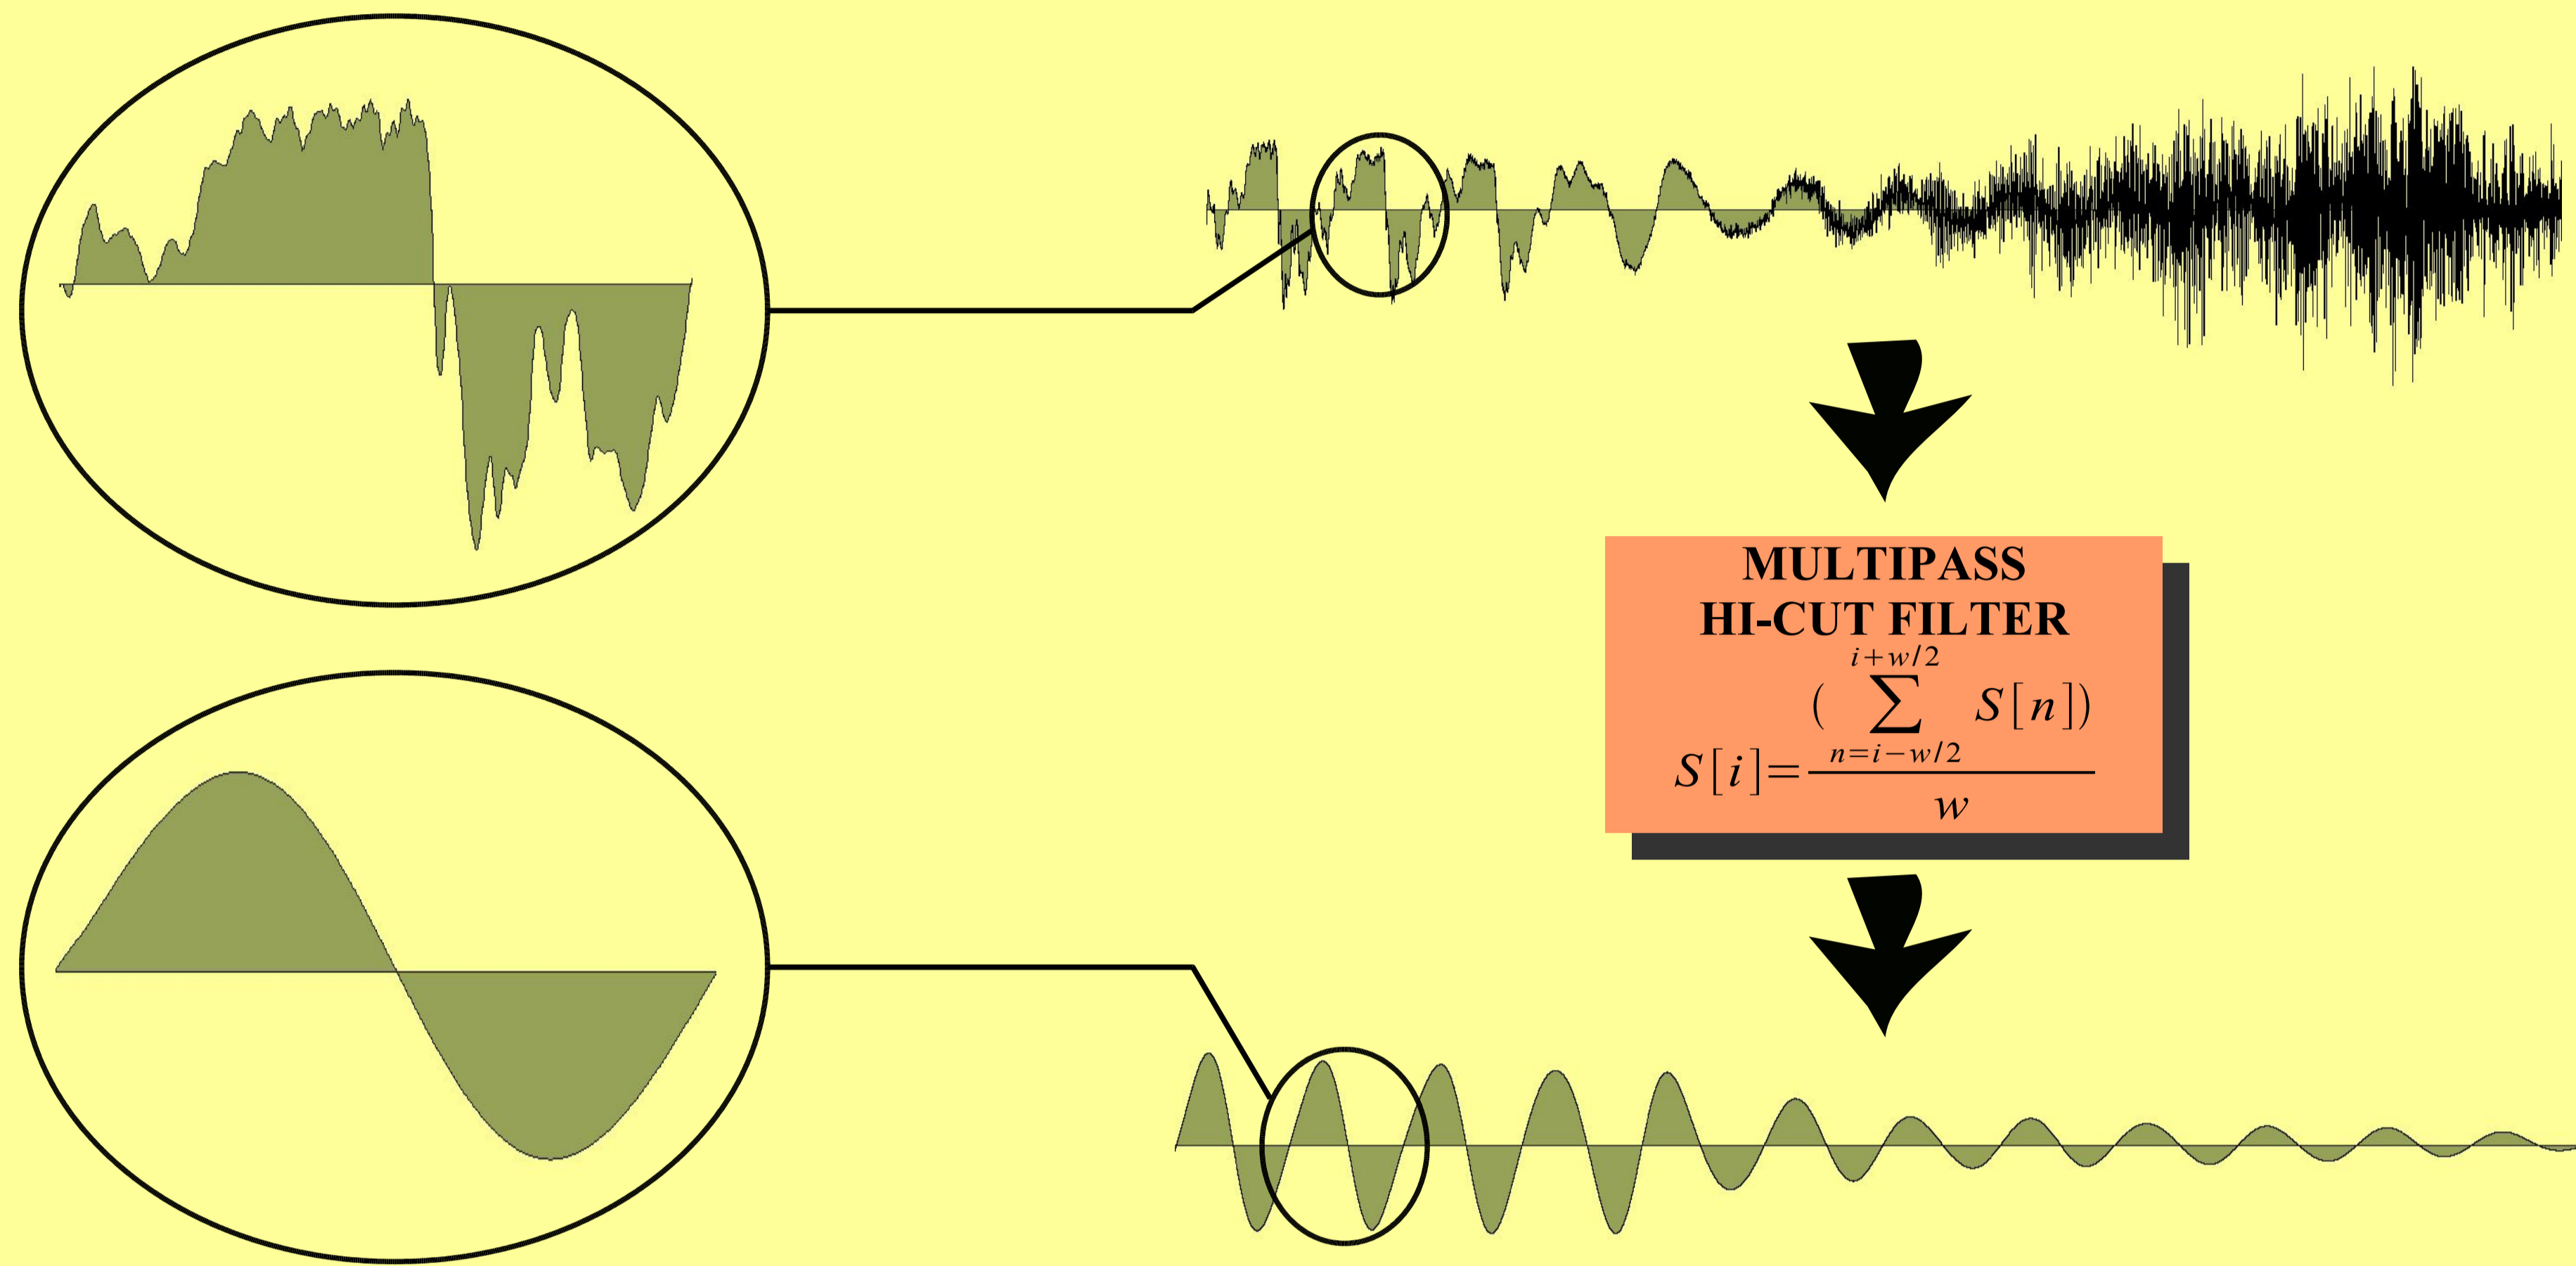 MULTIPASS
HI-CUT FILTER
i+w/2
( ∑ S[n])
n=i−w/2
S[i]=
w